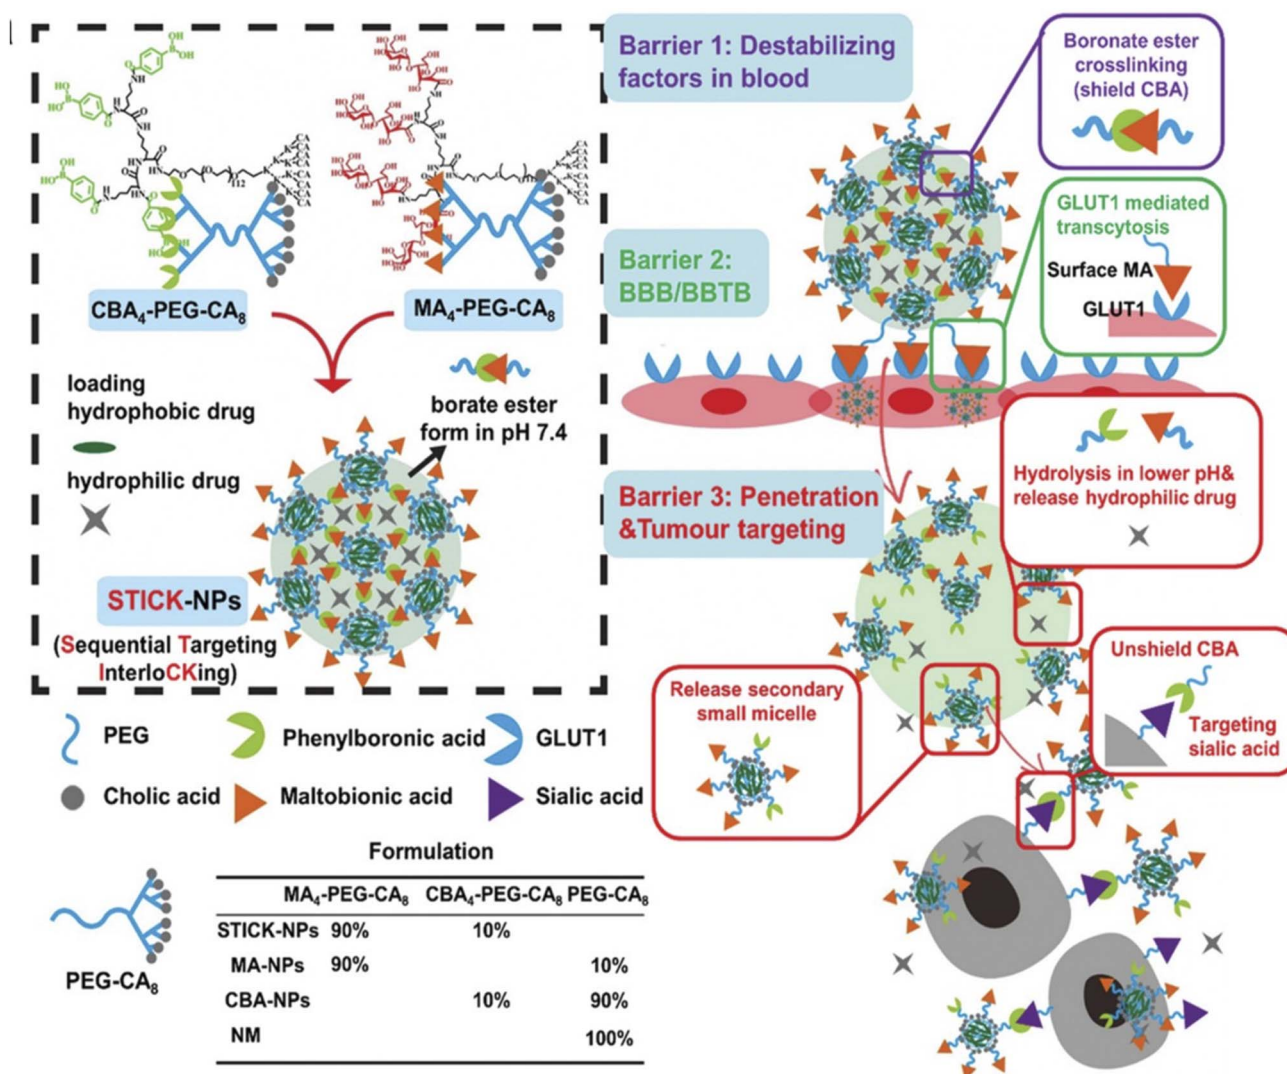 CBA₄-PEG-CA₈
MA₄-PEG-CA₈
loading
hydrophobic drug
hydrophilic drug
borate ester
form in pH 7.4
STICK-NPs
(Sequential Targeting
InterloCKing)
PEG
Phenylboronic acid
GLUT1
Cholic acid
Maltobionic acid
Sialic acid
PEG-CA₈
Formulation
MA₄-PEG-CA₈ CBA₄-PEG-CA₈ PEG-CA₈
STICK-NPs 90% 10%
MA-NPs 90% 10%
CBA-NPs 10% 90%
NM 100%
Barrier 1: Destabilizing
factors in blood
Boronate ester
crosslinking
(shield CBA)
Barrier 2:
BBB/BBTB
GLUT1 mediated
transcytosis
Surface MA
GLUT1
Barrier 3: Penetration
&Tumour targeting
Hydrolysis in lower pH&
release hydrophilic drug
Release secondary
small micelle
Unshield CBA
Targeting
sialic acid